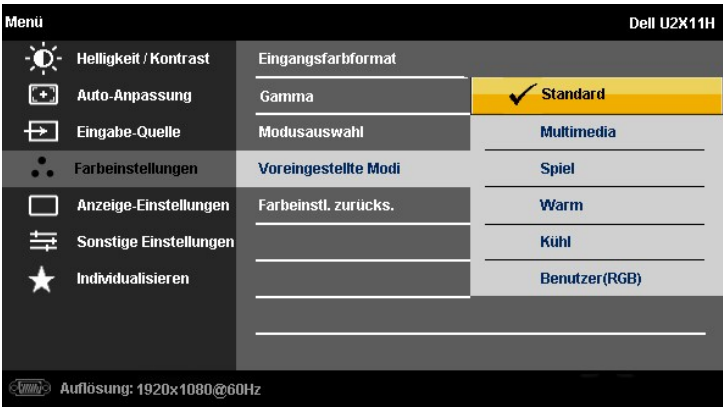 Menü
Dell U2X11H
Helligkeit / Kontrast
Auto-Anpassung
Eingabe-Quelle
Farbeinstellungen
Anzeige-Einstellungen
Sonstige Einstellungen
Individualisieren
Eingangsfarbformat
Gamma
Modusauswahl
Voreingestellte Modi
Farbeinstl. zurücks.
Standard
Multimedia
Spiel
Warm
Kühl
Benutzer(RGB)
Auflösung: 1920x1080@60Hz